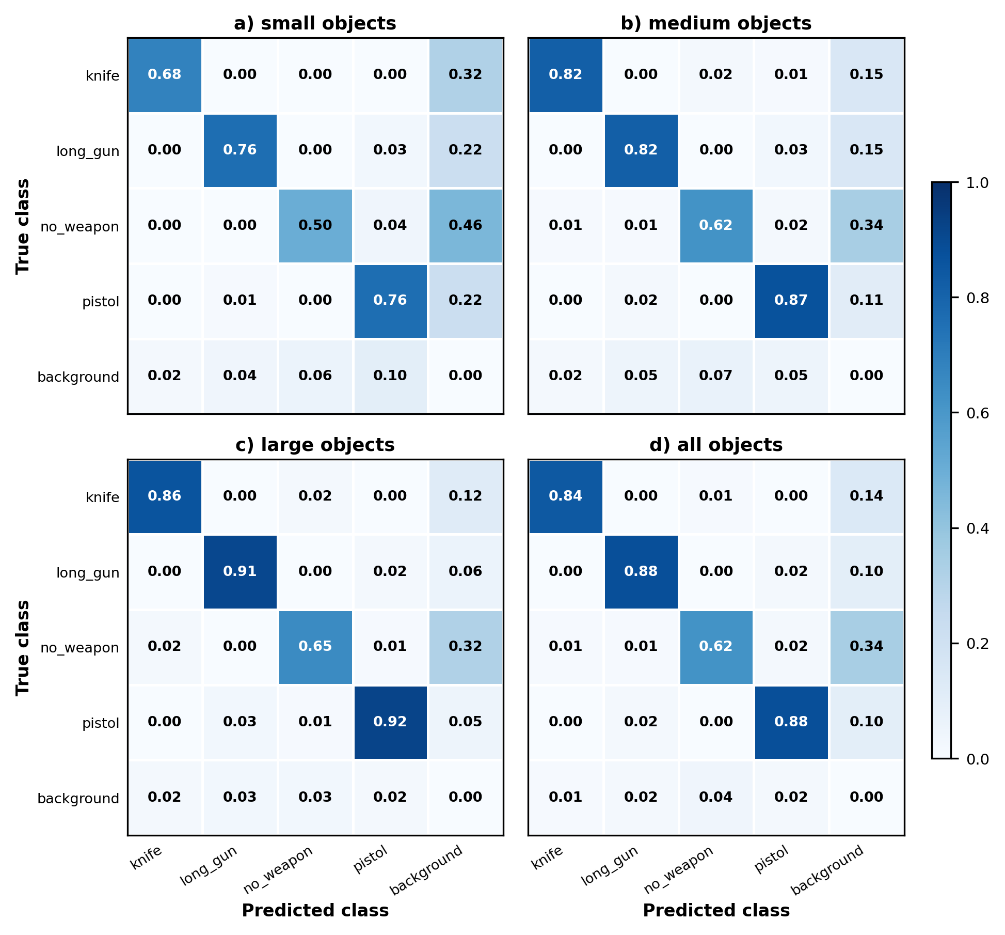 a) small objects
b) medium objects
knife 0.68 0.00 0.00 0.00 0.32 0.82 0.00 0.02 0.01 0.15
long_gun 0.00 0.76 0.00 0.03 0.22 0.00 0.82 0.00 0.03 0.15
no_weapon 0.00 0.00 0.50 0.04 0.46 0.01 0.01 0.62 0.02 0.34
pistol 0.00 0.01 0.00 0.76 0.22 0.00 0.02 0.00 0.87 0.11
background 0.02 0.04 0.06 0.10 0.00 0.02 0.05 0.07 0.05 0.00
True class
c) large objects
d) all objects
knife 0.86 0.00 0.02 0.00 0.12 0.84 0.00 0.01 0.00 0.14
long_gun 0.00 0.91 0.00 0.02 0.06 0.00 0.88 0.00 0.02 0.10
no_weapon 0.02 0.00 0.65 0.01 0.32 0.01 0.01 0.62 0.02 0.34
pistol 0.00 0.03 0.01 0.92 0.05 0.00 0.02 0.00 0.88 0.10
background 0.02 0.03 0.03 0.02 0.00 0.01 0.02 0.04 0.02 0.00
True class
knife long_gun no_weapon pistol background
knife long_gun no_weapon pistol background
Predicted class
Predicted class
1.0
0.8
0.6
0.4
0.2
0.0